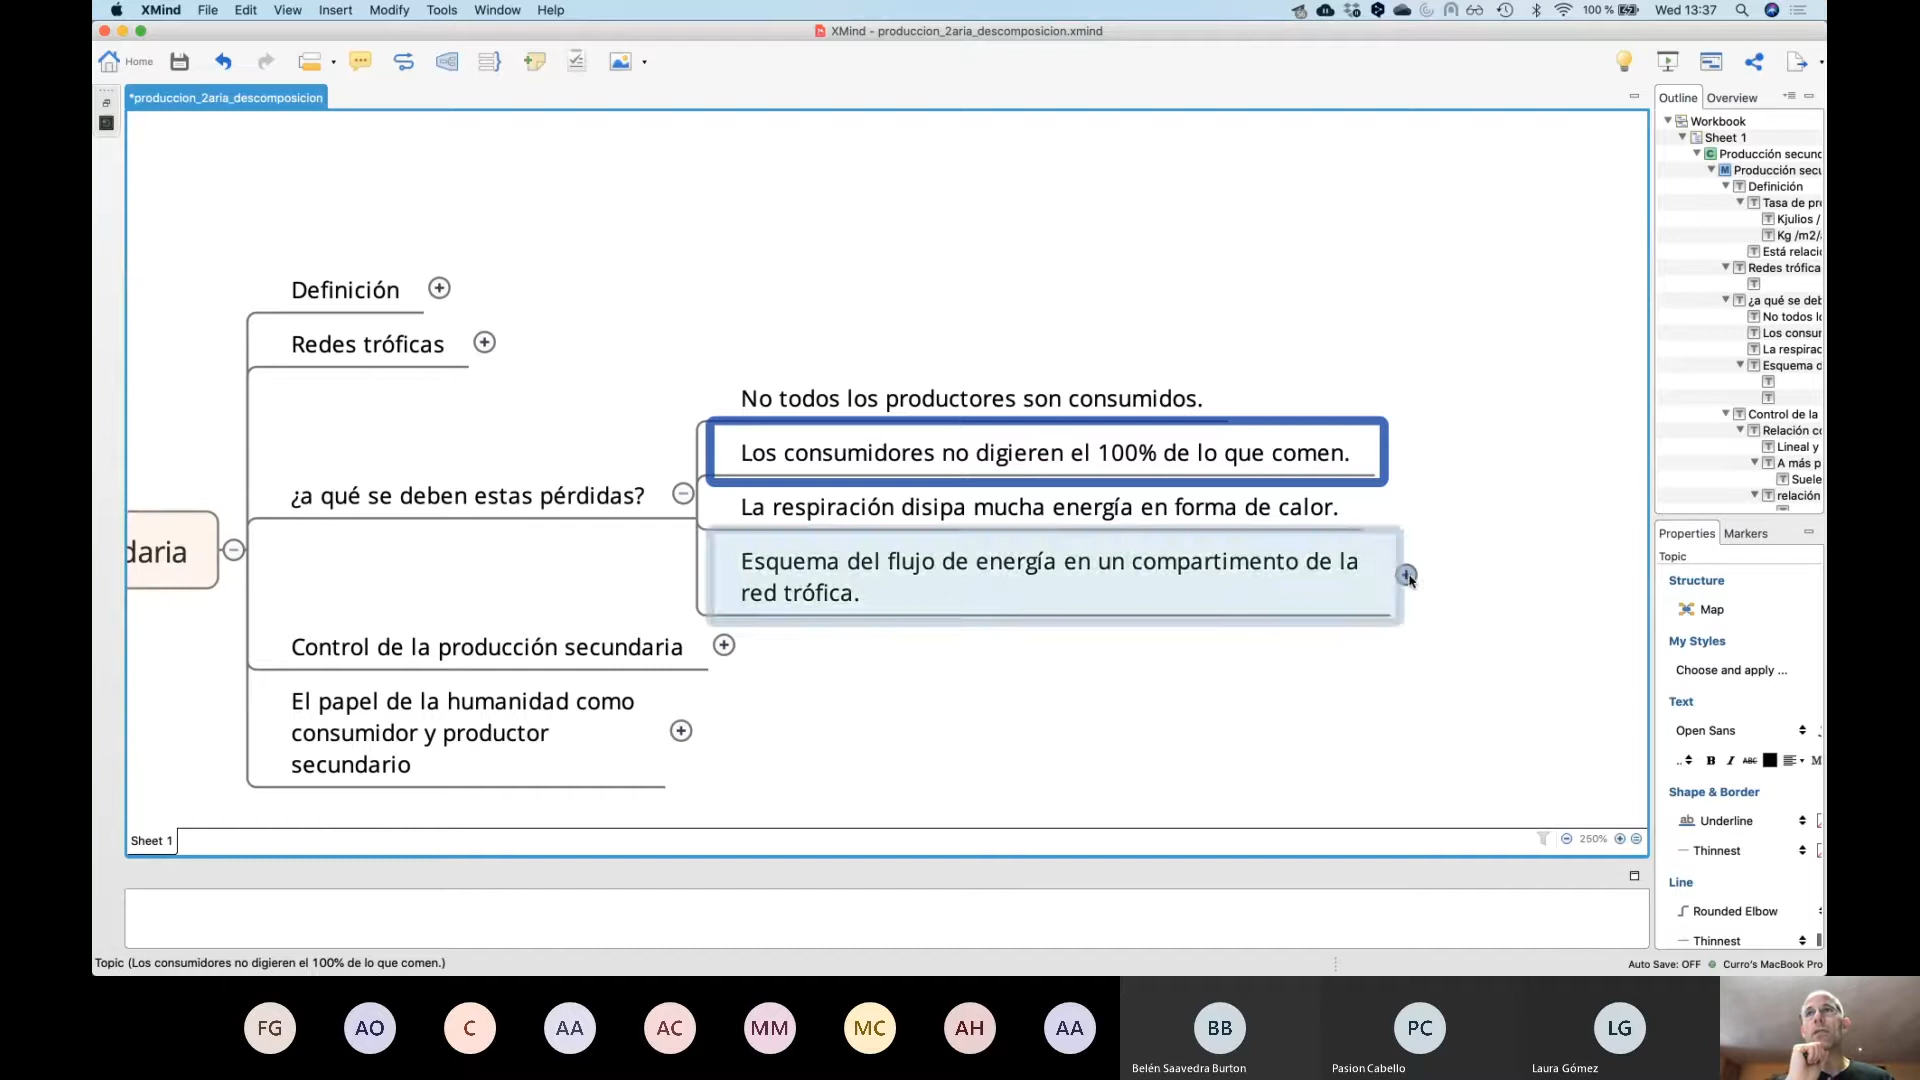 XMind File Edit View Insert Modify Tools Window Help
100 % Wed 13:37
XMind - produccion_2aria_descomposicion.xmind
Home
*produccion_2aria_descomposicion
Definición
Redes tróficas
No todos los productores son consumidos.
Los consumidores no digieren el 100% de lo que comen.
¿a qué se deben estas pérdidas?
La respiración disipa mucha energía en forma de calor.
daria
Esquema del flujo de energía en un compartimento de la
red trófica.
Control de la producción secundaria
El papel de la humanidad como
consumidor y productor
secundario
Sheet 1
250%
Outline Overview
Workbook
Sheet 1
C Producción secund
M Producción secu
T Definición
T Tasa de pro
T Kjulios /
T Kg /m2/
T Está relaci
T Redes trófica
T
T ¿a qué se deb
T No todos lo
T Los consur
T La respirac
T Esquema d
T
T
T Control de la
T Relación co
T Lineal y
T A más p
T Suele
T relación
Properties Markers
Topic
Structure
Map
My Styles
Choose and apply ...
Text
Open Sans
.. B I ABC M
Shape & Border
ab Underline
Thinnest
Line
Rounded Elbow
Thinnest
Topic (Los consumidores no digieren el 100% de lo que comen.)
Auto Save: OFF Curro's MacBook Pro
FG AO C AA AC MM MC AH AA BB PC LG
Belén Saavedra Burton Pasion Cabello Laura Gómez